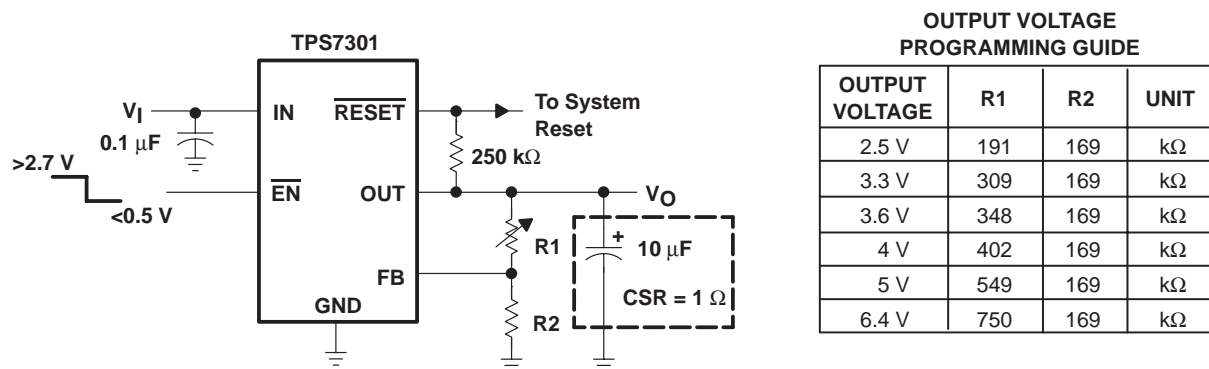 TPS7301
VI
IN
RESET
To System
Reset
0.1 μF
250 kΩ
>2.7 V
<0.5 V
EN
OUT
VO
R1
+
10 μF
FB
CSR = 1 Ω
GND
R2
OUTPUT VOLTAGE
PROGRAMMING GUIDE
OUTPUT VOLTAGE R1 R2 UNIT
2.5 V 191 169 kΩ
3.3 V 309 169 kΩ
3.6 V 348 169 kΩ
4 V 402 169 kΩ
5 V 549 169 kΩ
6.4 V 750 169 kΩ